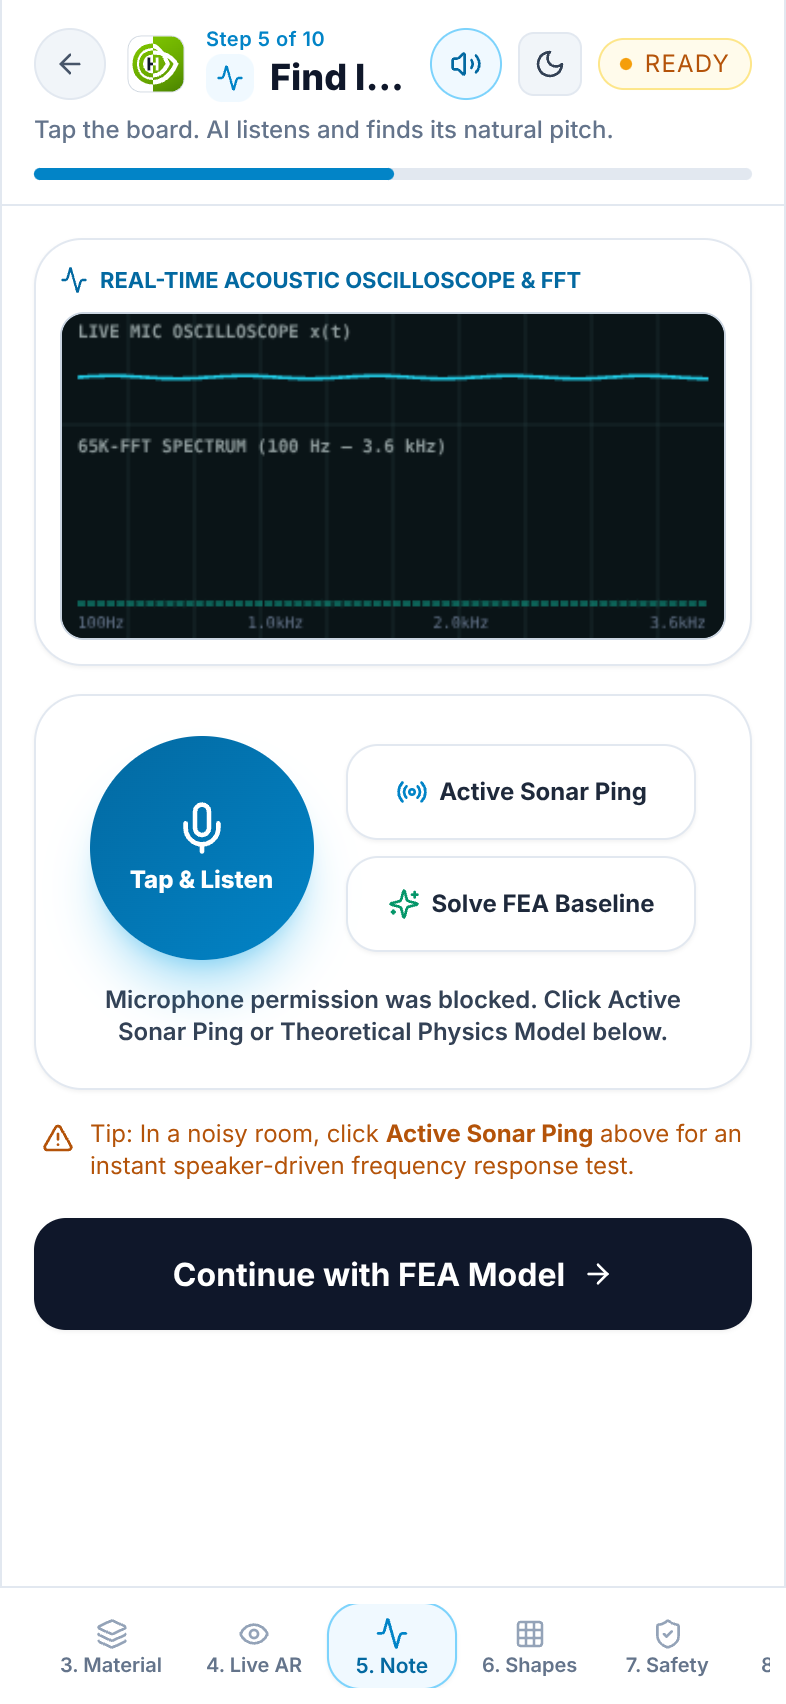 Step 5 of 10
Find I...
READY
Tap the board. AI listens and finds its natural pitch.
REAL-TIME ACOUSTIC OSCILLOSCOPE & FFT
LIVE MIC OSCILLOSCOPE x(t)
65K-FFT SPECTRUM (100 Hz – 3.6 kHz)
100Hz 1.0kHz 2.0kHz 3.6kHz
Tap & Listen
Active Sonar Ping
Solve FEA Baseline
Microphone permission was blocked. Click Active
Sonar Ping or Theoretical Physics Model below.
Tip: In a noisy room, click Active Sonar Ping above for an
instant speaker-driven frequency response test.
Continue with FEA Model
3. Material 4. Live AR 5. Note 6. Shapes 7. Safety 8